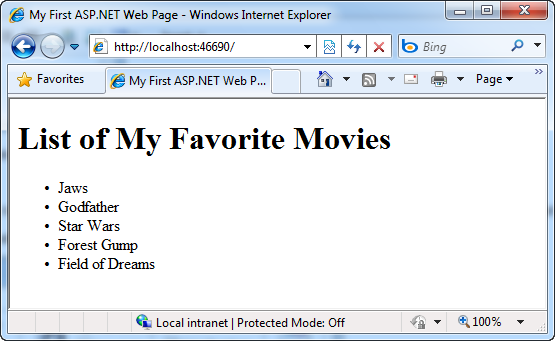 My First ASP.NET Web Page - Windows Internet Explorer
http://localhost:46690/
Bing
Favorites
My First ASP.NET Web P...
Page
List of My Favorite Movies
• Jaws
• Godfather
• Star Wars
• Forest Gump
• Field of Dreams
Local intranet | Protected Mode: Off
100%